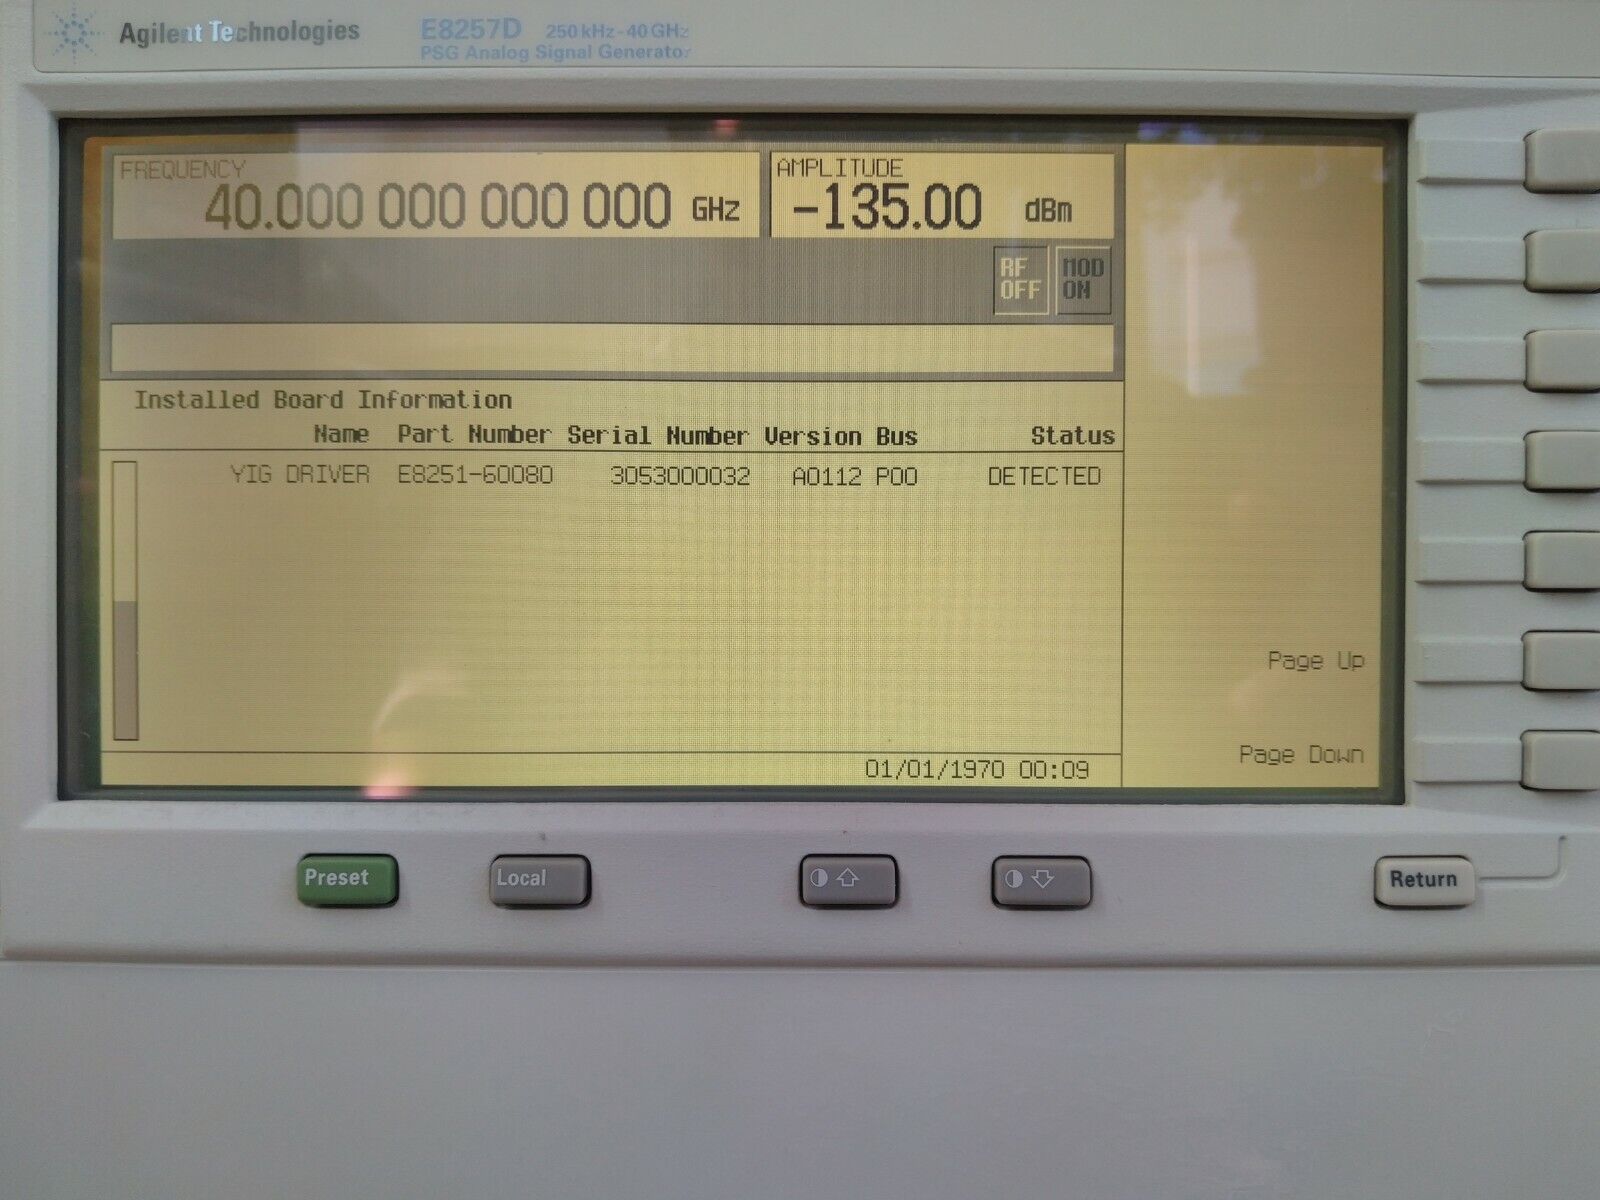 Agilent Technologies
E8257D 250 kHz - 40 GHz
PSG Analog Signal Generator
FREQUENCY
40.000 000 000 000 GHz
AMPLITUDE
-135.00 dBm
RF
OFF
MOD
ON
Installed Board Information
Name Part Number Serial Number Version Bus Status
YIG DRIVER E8251-60080 3053000032 A0112 P00 DETECTED
Page Up
Page Down
01/01/1970 00:09
Preset
Local
Return